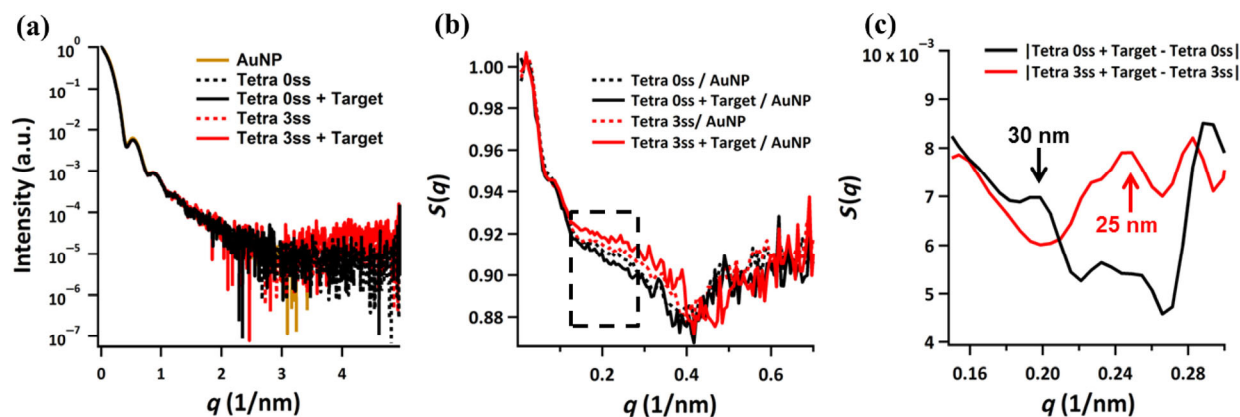 (a)
10⁰
10⁻¹
10⁻²
10⁻³
10⁻⁴
10⁻⁵
10⁻⁶
10⁻⁷
Intensity (a.u.)
AuNP
Tetra 0ss
Tetra 0ss + Target
Tetra 3ss
Tetra 3ss + Target
0 1 2 3 4
q (1/nm)
(b)
1.00
0.96
0.94
0.92
0.90
0.88
S(q)
Tetra 0ss / AuNP
Tetra 0ss + Target / AuNP
Tetra 3ss/ AuNP
Tetra 3ss + Target / AuNP
0.2 0.4 0.6
q (1/nm)
(c)
10 x 10⁻³
9
8
7
6
5
4
S(q)
|Tetra 0ss + Target - Tetra 0ss|
|Tetra 3ss + Target - Tetra 3ss|
30 nm
25 nm
0.16 0.20 0.24 0.28
q (1/nm)